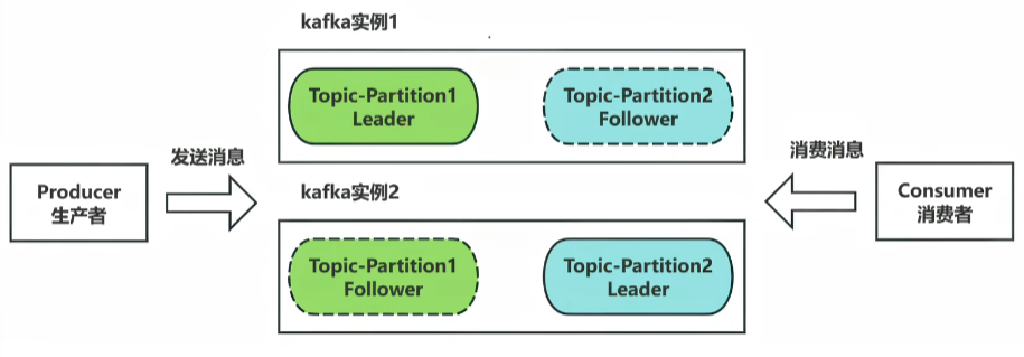 kafka实例1
Topic-Partition1
Leader
Topic-Partition2
Follower
发送消息
消费消息
Producer
生产者
kafka实例2
Consumer
消费者
Topic-Partition1
Follower
Topic-Partition2
Leader